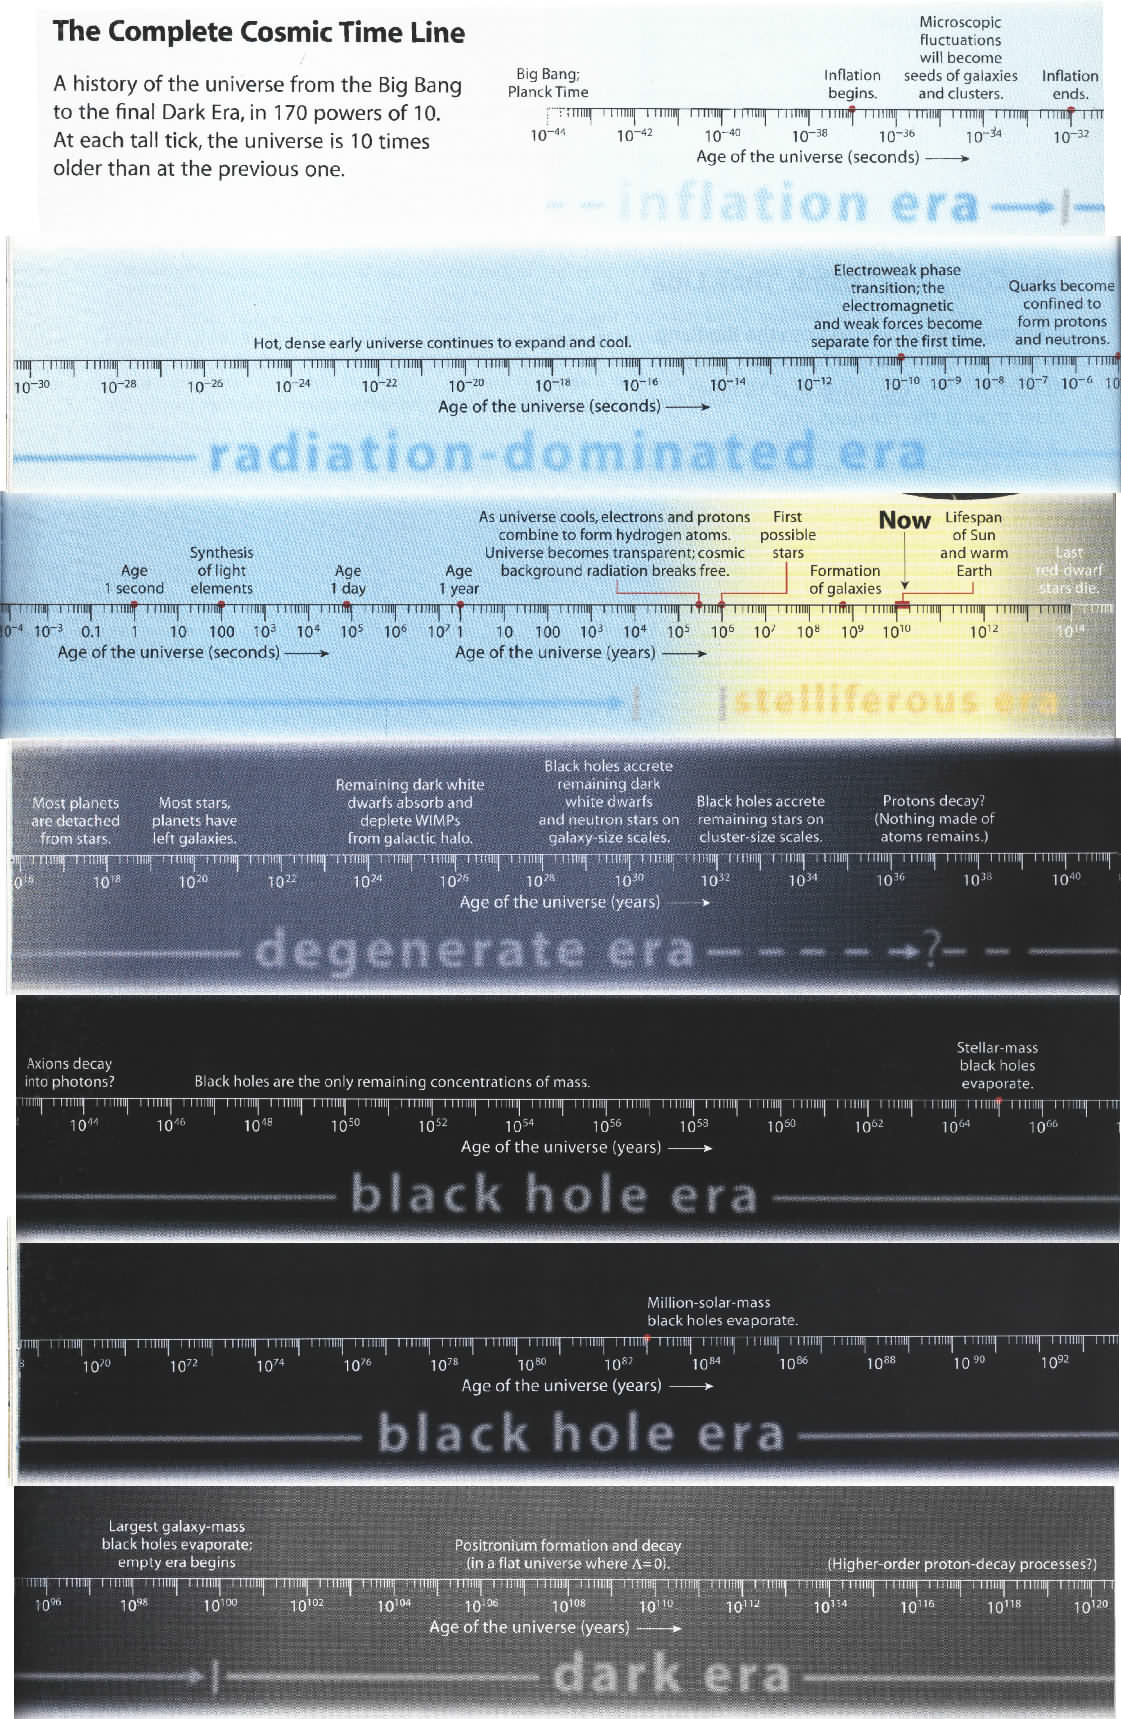 The Complete Cosmic Time Line
A history of the universe from the Big Bang
to the final Dark Era, in 170 powers of 10.
At each tall tick, the universe is 10 times
older than at the previous one.
Big Bang;
Planck Time
Inflation
begins.
Microscopic
fluctuations
will become
seeds of galaxies
and clusters.
Inflation
ends.
10⁻⁴⁴ 10⁻⁴² 10⁻⁴⁰ 10⁻³⁸ 10⁻³⁶ 10⁻³⁴ 10⁻³²
Age of the universe (seconds)
inflation era
Hot, dense early universe continues to expand and cool.
Electroweak phase
transition; the
electromagnetic
and weak forces become
separate for the first time.
Quarks become
confined to
form protons
and neutrons.
10⁻³⁰ 10⁻²⁸ 10⁻²⁶ 10⁻²⁴ 10⁻²² 10⁻²⁰ 10⁻¹⁸ 10⁻¹⁶ 10⁻¹⁴ 10⁻¹² 10⁻¹⁰ 10⁻⁹ 10⁻⁸ 10⁻⁷ 10⁻⁶ 10
Age of the universe (seconds)
radiation-dominated era
Age
1 second
Synthesis
of light
elements
Age
1 day
Age
1 year
As universe cools, electrons and protons
combine to form hydrogen atoms.
Universe becomes transparent; cosmic
background radiation breaks free.
First
possible
stars
Formation
of galaxies
Now
Lifespan
of Sun
and warm
Earth
Last
red-dwarf
stars die.
0⁻⁴ 10⁻³ 0.1 1 10 100 10³ 10⁴ 10⁵ 10⁶ 10⁷ 1 10 100 10³ 10⁴ 10⁵ 10⁶ 10⁷ 10⁸ 10⁹ 10¹⁰ 10¹² 10¹⁴
Age of the universe (seconds)
Age of the universe (years)
stelliferous era
Most planets
are detached
from stars.
Most stars,
planets have
left galaxies.
Remaining dark white
dwarfs absorb and
deplete WIMPs
from galactic halo.
Black holes accrete
remaining dark
white dwarfs
and neutron stars on
galaxy-size scales.
Black holes accrete
remaining stars on
cluster-size scales.
Protons decay?
(Nothing made of
atoms remains.)
0¹⁶ 10¹⁸ 10²⁰ 10²² 10²⁴ 10²⁶ 10²⁸ 10³⁰ 10³² 10³⁴ 10³⁶ 10³⁸ 10⁴⁰
Age of the universe (years)
degenerate era ?
Axions decay
into photons?
Black holes are the only remaining concentrations of mass.
Stellar-mass
black holes
evaporate.
10⁴⁴ 10⁴⁶ 10⁴⁸ 10⁵⁰ 10⁵² 10⁵⁴ 10⁵⁶ 10⁵⁸ 10⁶⁰ 10⁶² 10⁶⁴ 10⁶⁶
Age of the universe (years)
black hole era
Million-solar-mass
black holes evaporate.
8 10⁷⁰ 10⁷² 10⁷⁴ 10⁷⁶ 10⁷⁸ 10⁸⁰ 10⁸⁷ 10⁸⁴ 10⁸⁶ 10⁸⁸ 10⁹⁰ 10⁹²
Age of the universe (years)
black hole era
Largest galaxy-mass
black holes evaporate;
empty era begins
Positronium formation and decay
(in a flat universe where Λ=0).
(Higher-order proton-decay processes?)
10⁹⁶ 10⁹⁸ 10¹⁰⁰ 10¹⁰² 10¹⁰⁴ 10¹⁰⁶ 10¹⁰⁸ 10¹¹⁰ 10¹¹² 10¹¹⁴ 10¹¹⁶ 10¹¹⁸ 10¹²⁰
Age of the universe (years)
dark era